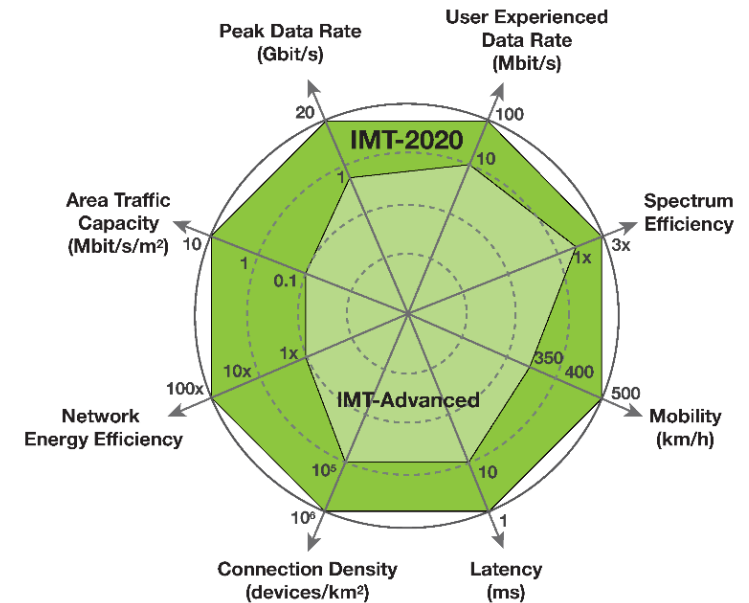 User Experienced
Data Rate
(Mbit/s)
Peak Data Rate
(Gbit/s)
20
100
IMT-2020
10
1
Area Traffic
Capacity
(Mbit/s/m²)
Spectrum
Efficiency
10
3x
1
1x
0.1
1x
350
10x
400
100x
500
IMT-Advanced
Network
Energy Efficiency
Mobility
(km/h)
10⁵
10
10⁶
1
Connection Density
(devices/km²)
Latency
(ms)